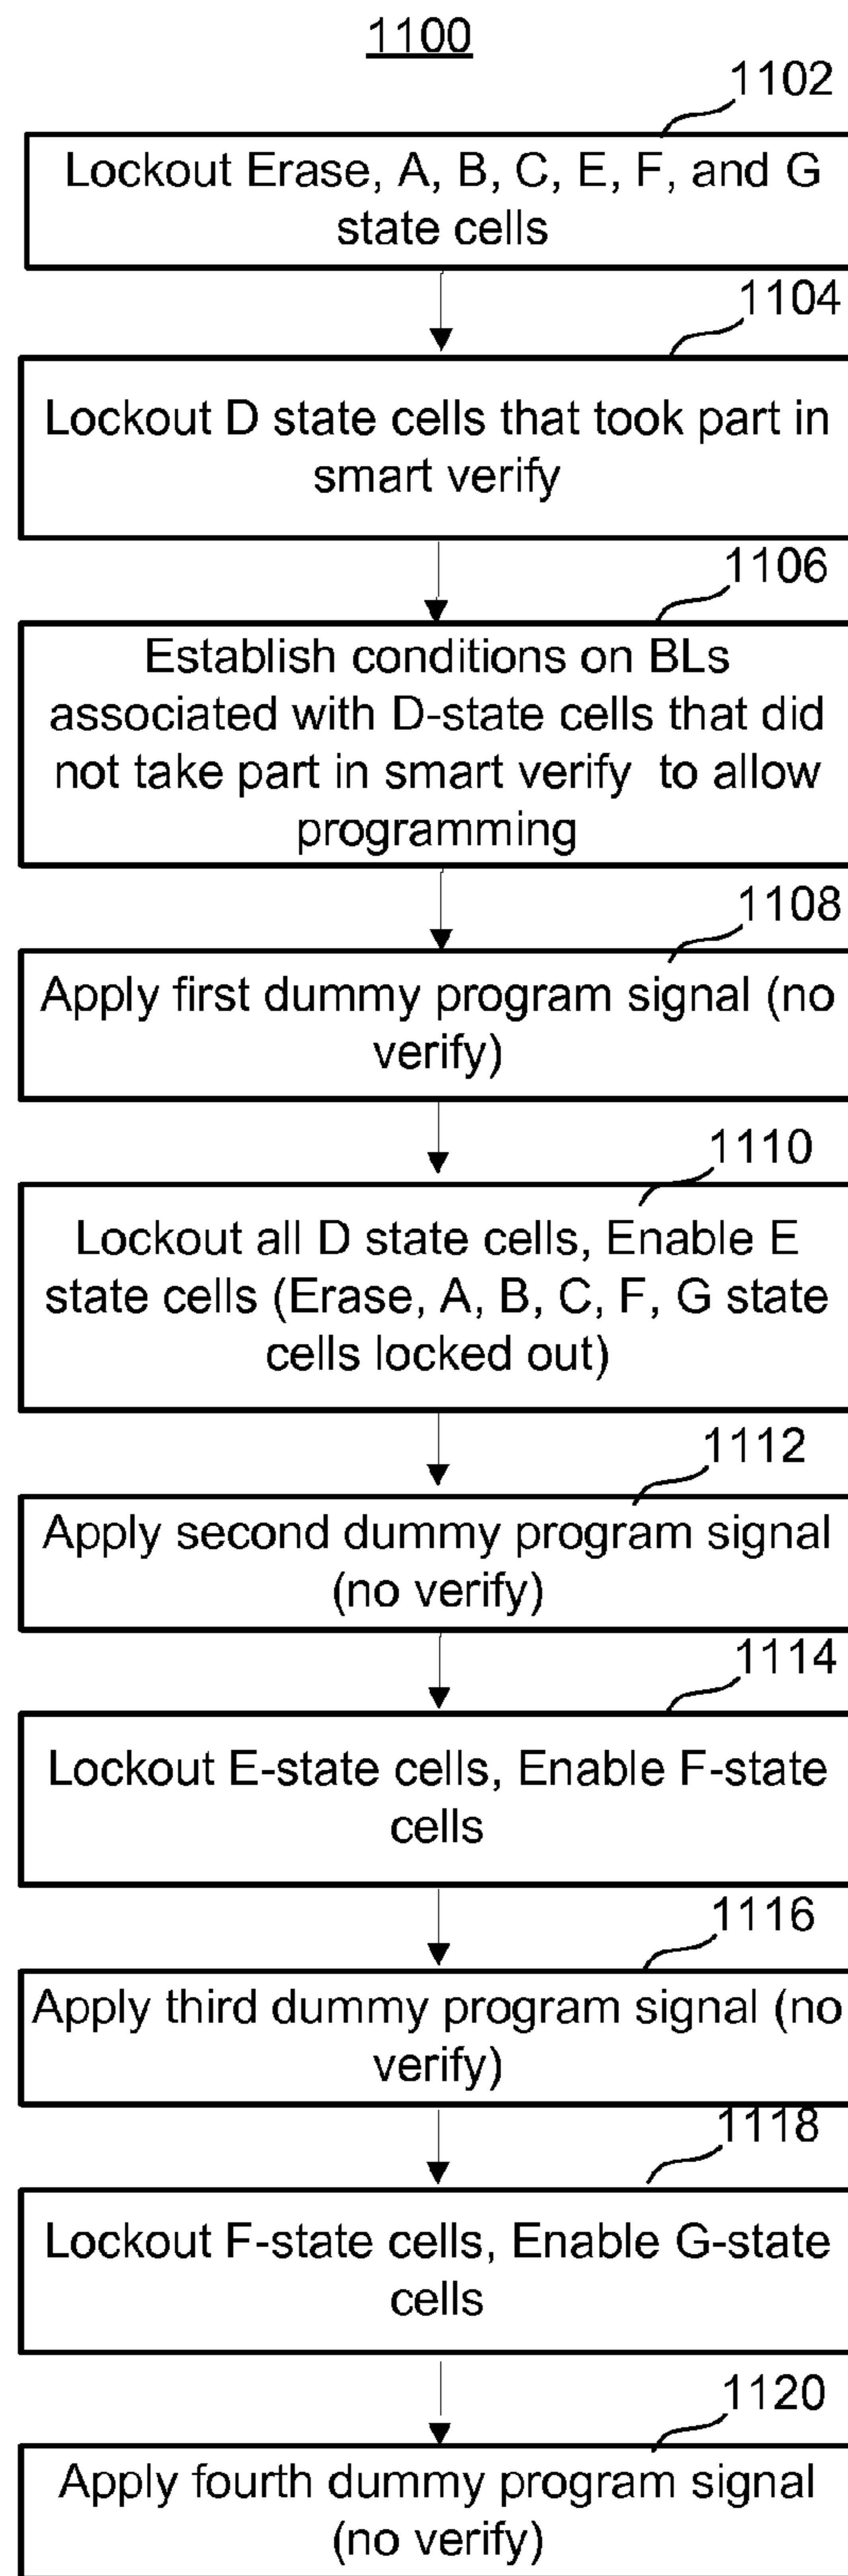 1100
1102
Lockout Erase, A, B, C, E, F, and G
state cells
1104
Lockout D state cells that took part in
smart verify
1106
Establish conditions on BLs
associated with D-state cells that did
not take part in smart verify to allow
programming
1108
Apply first dummy program signal (no
verify)
1110
Lockout all D state cells, Enable E
state cells (Erase, A, B, C, F, G state
cells locked out)
1112
Apply second dummy program signal
(no verify)
1114
Lockout E-state cells, Enable F-state
cells
1116
Apply third dummy program signal (no
verify)
1118
Lockout F-state cells, Enable G-state
cells
1120
Apply fourth dummy program signal
(no verify)